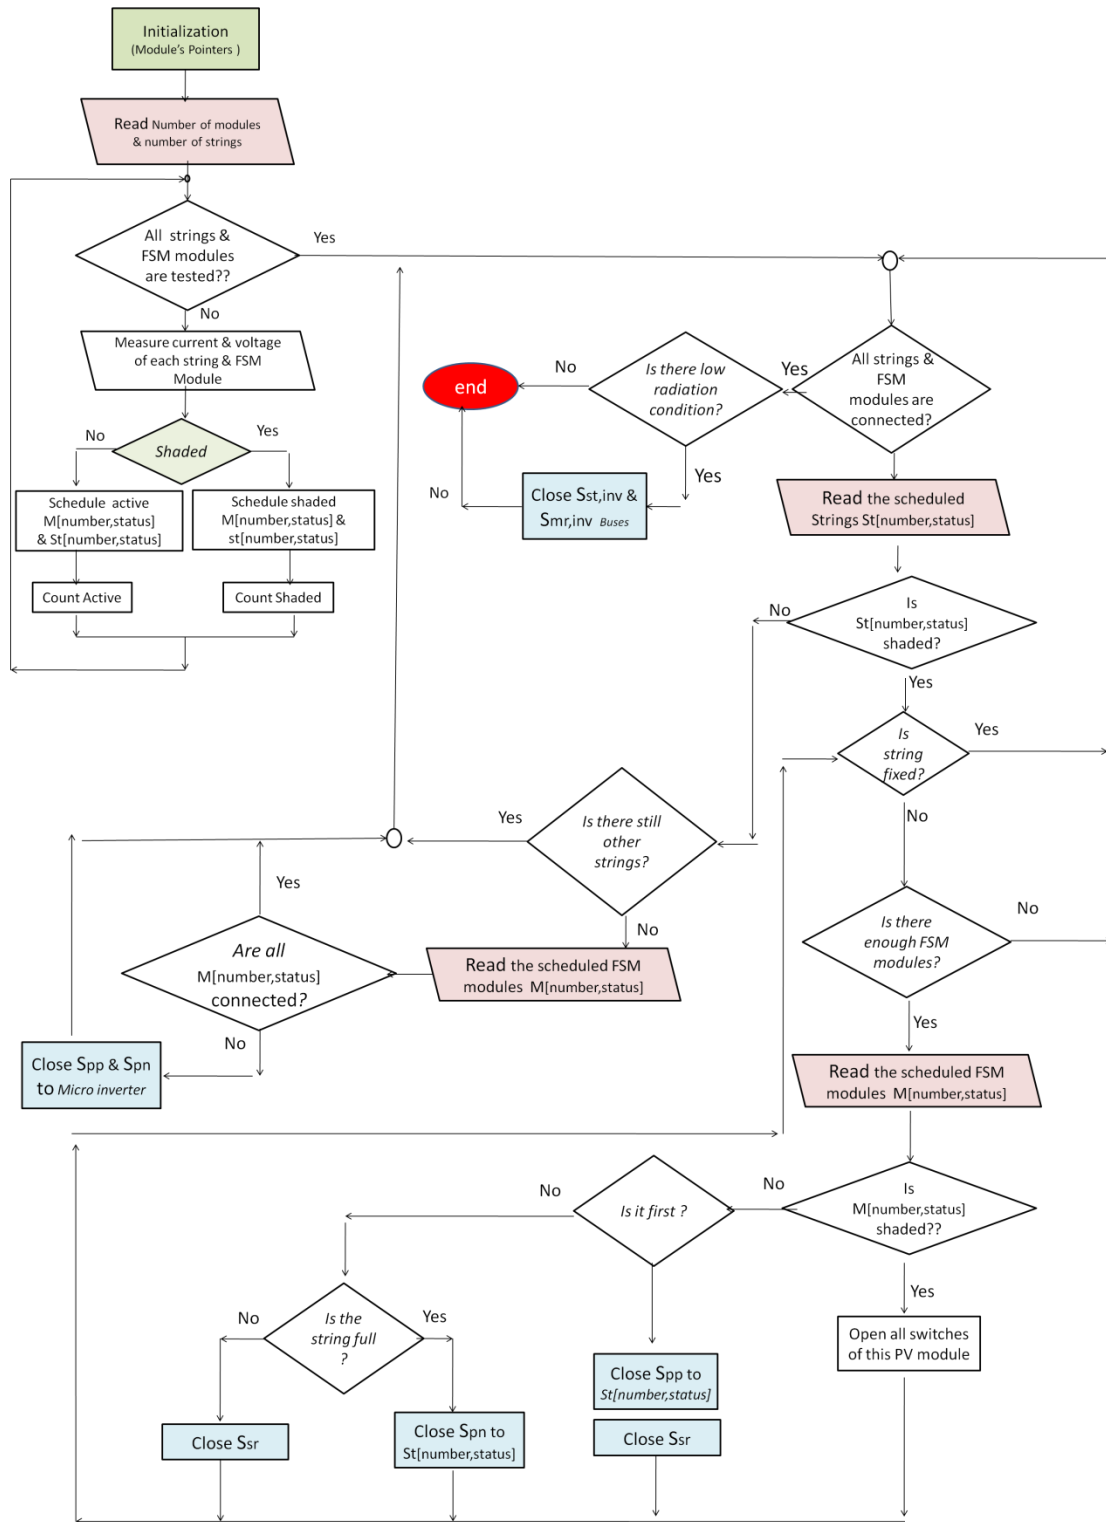 Initialization
(Module's Pointers )
Read Number of modules
& number of strings
All strings &
FSM modules
are tested??
Yes
No
Measure current & voltage
of each string & FSM
Module
Shaded
No
Yes
Schedule active
M[number,status]
& St[number,status]
Schedule shaded
M[number,status] &
st[number,status]
Count Active
Count Shaded
All strings &
FSM
modules are
connected?
Yes
Is there low
radiation
condition?
No
end
Yes
Close Sst,inv &
Smr,inv Buses
No
Read the scheduled
Strings St[number,status]
Is
St[number,status]
shaded?
No
Yes
Is
string
fixed?
Yes
No
Is there still
other
strings?
Yes
No
Read the scheduled FSM
modules M[number,status]
Are all
M[number,status]
connected?
Yes
No
Close Spp & Spn
to Micro inverter
Is there
enough FSM
modules?
No
Yes
Read the scheduled FSM
modules M[number,status]
Is
M[number,status]
shaded??
No
Yes
Is it first ?
No
Open all switches
of this PV module
Is the
string full
?
No
Yes
Close Spp to
St[number,status]
Close Ssr
Close Spn to
St[number,status]
Close Ssr